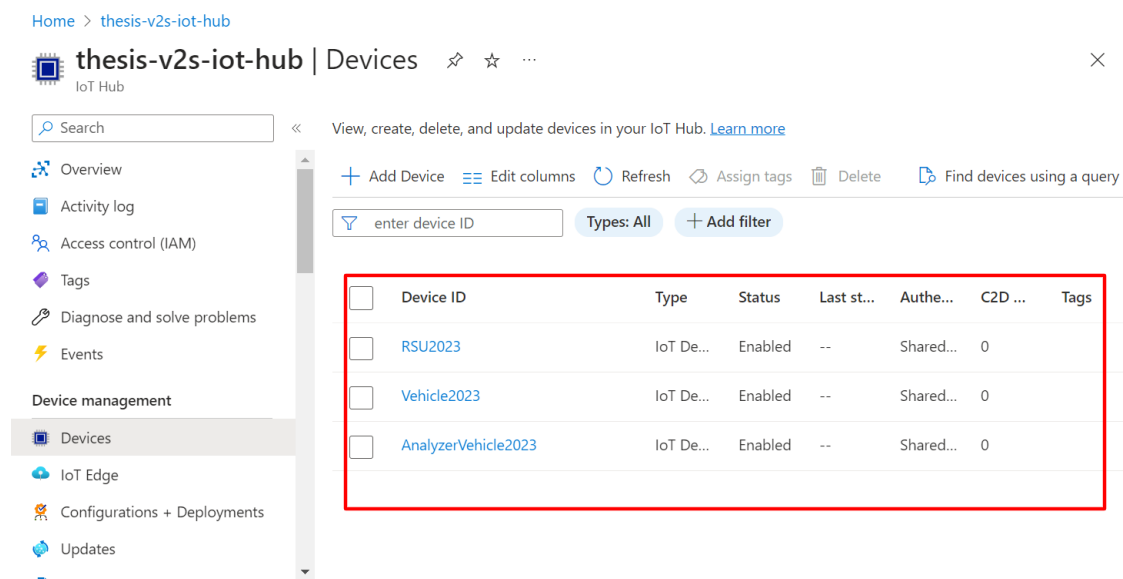 Home > thesis-v2s-iot-hub
thesis-v2s-iot-hub | Devices
IoT Hub
Search
Overview
Activity log
Access control (IAM)
Tags
Diagnose and solve problems
Events
Device management
Devices
IoT Edge
Configurations + Deployments
Updates
View, create, delete, and update devices in your IoT Hub. Learn more
Add Device Edit columns Refresh Assign tags Delete Find devices using a query
enter device ID Types: All Add filter
Device ID Type Status Last st... Authe... C2D ... Tags
RSU2023 IoT De... Enabled -- Shared... 0
Vehicle2023 IoT De... Enabled -- Shared... 0
AnalyzerVehicle2023 IoT De... Enabled -- Shared... 0